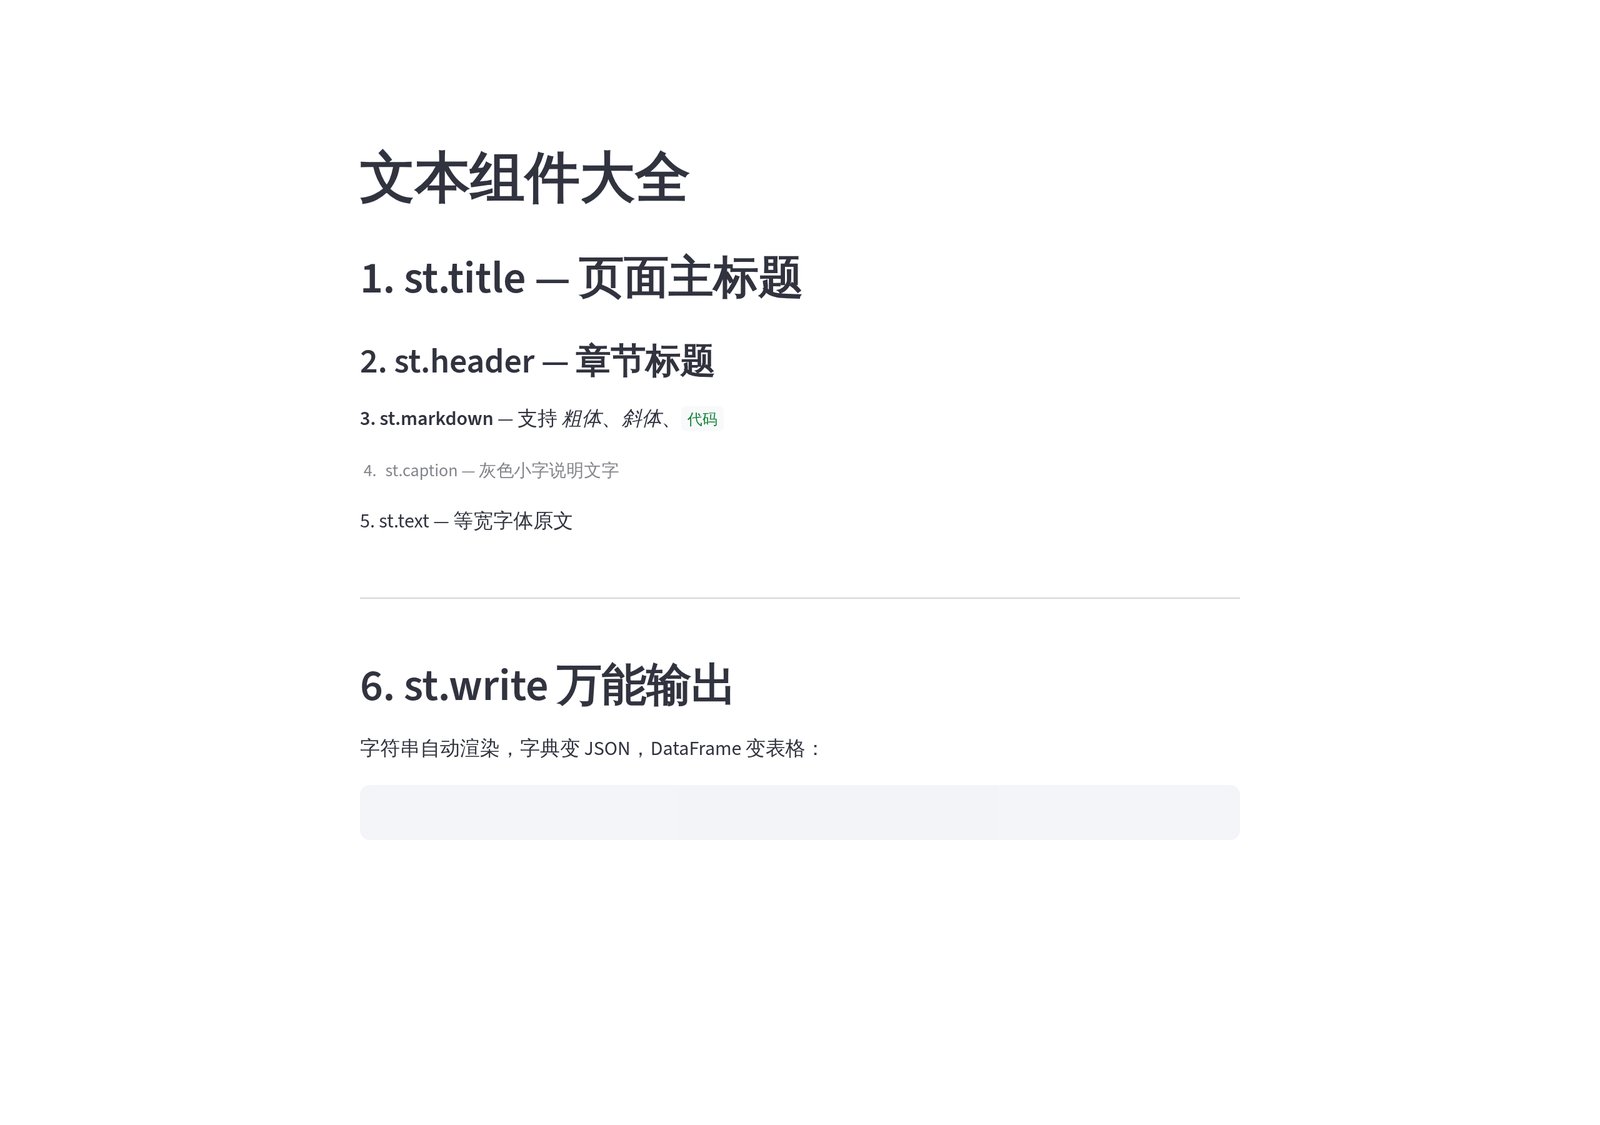 文本组件大全
1. st.title — 页面主标题
2. st.header — 章节标题
3. st.markdown — 支持 粗体、斜体、 代码
4. st.caption — 灰色小字说明文字
5. st.text — 等宽字体原文
6. st.write 万能输出
字符串自动渲染，字典变 JSON，DataFrame 变表格：